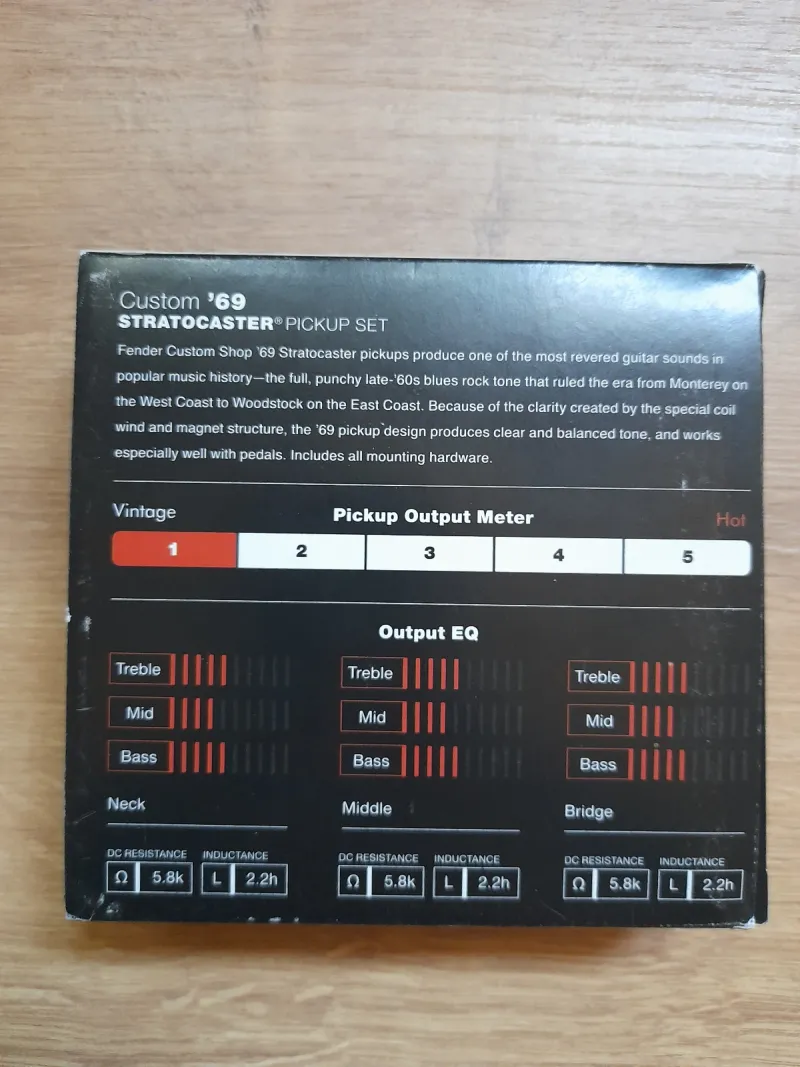 Custom ’69
STRATOCASTER® PICKUP SET
Fender Custom Shop ’69 Stratocaster pickups produce one of the most revered guitar sounds in
popular music history—the full, punchy late-’60s blues rock tone that ruled the era from Monterey on
the West Coast to Woodstock on the East Coast. Because of the clarity created by the special coil
wind and magnet structure, the ’69 pickup design produces clear and balanced tone, and works
especially well with pedals. Includes all mounting hardware.
Vintage Pickup Output Meter Hot
1 2 3 4 5
Output EQ
Treble Treble Treble
Mid Mid Mid
Bass Bass Bass
Neck Middle Bridge
DC RESISTANCE INDUCTANCE DC RESISTANCE INDUCTANCE DC RESISTANCE INDUCTANCE
Ω 5.8k L 2.2h Ω 5.8k L 2.2h Ω 5.8k L 2.2h